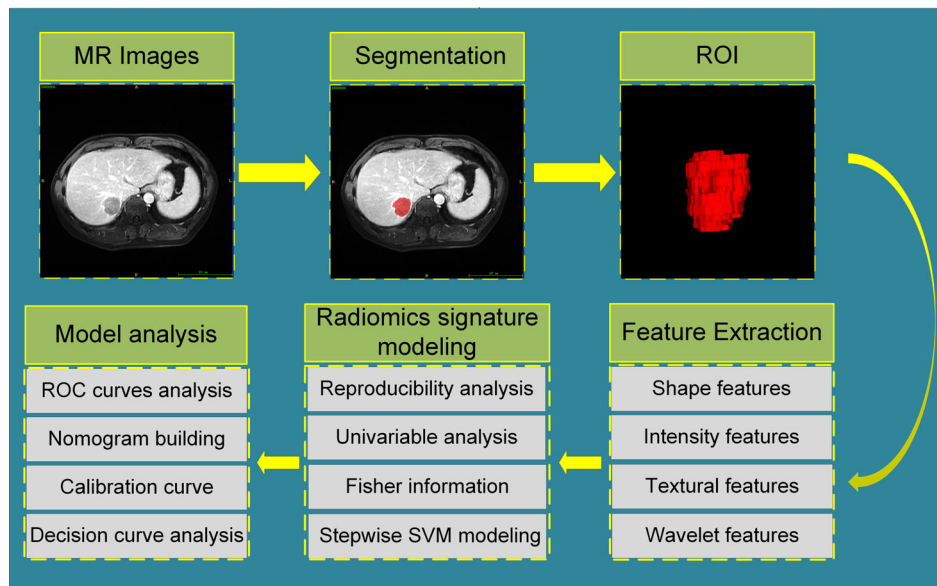 MR Images
Segmentation
ROI
Model analysis
Radiomics signature
modeling
Feature Extraction
ROC curves analysis
Nomogram building
Calibration curve
Decision curve analysis
Reproducibility analysis
Univariable analysis
Fisher information
Stepwise SVM modeling
Shape features
Intensity features
Textural features
Wavelet features